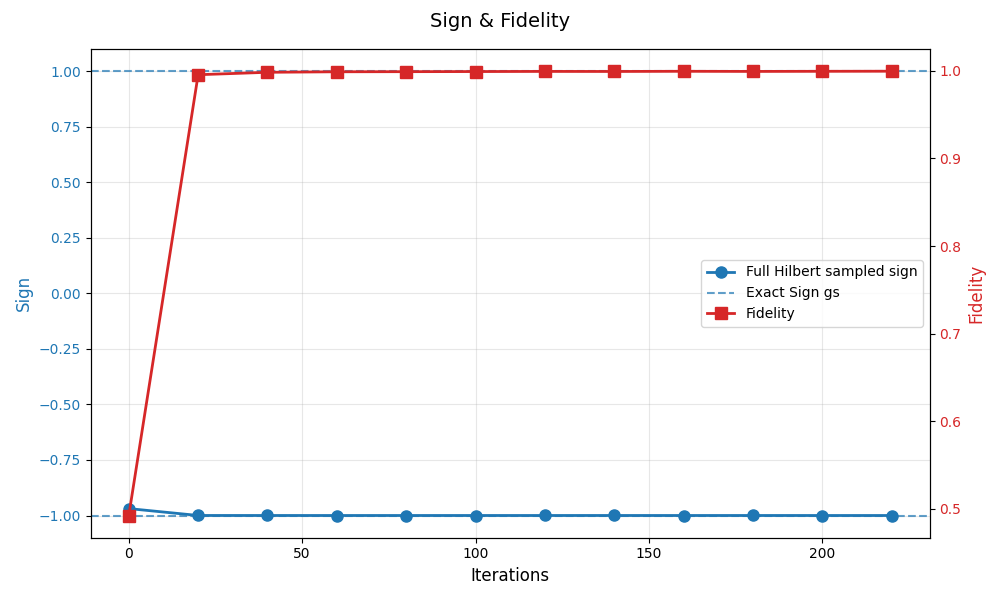 Sign & Fidelity
1.00
0.75
0.50
0.25
0.00
−0.25
−0.50
−0.75
−1.00
Sign
1.0
0.9
0.8
0.7
0.6
0.5
Fidelity
Full Hilbert sampled sign
Exact Sign gs
Fidelity
0 50 100 150 200
Iterations